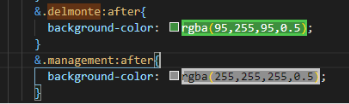 &.delmonte:after{
background-color: rgba(95,255,95,0.5);
}
&.management:after{
background-color: rgba(255,255,255,0.5);
}